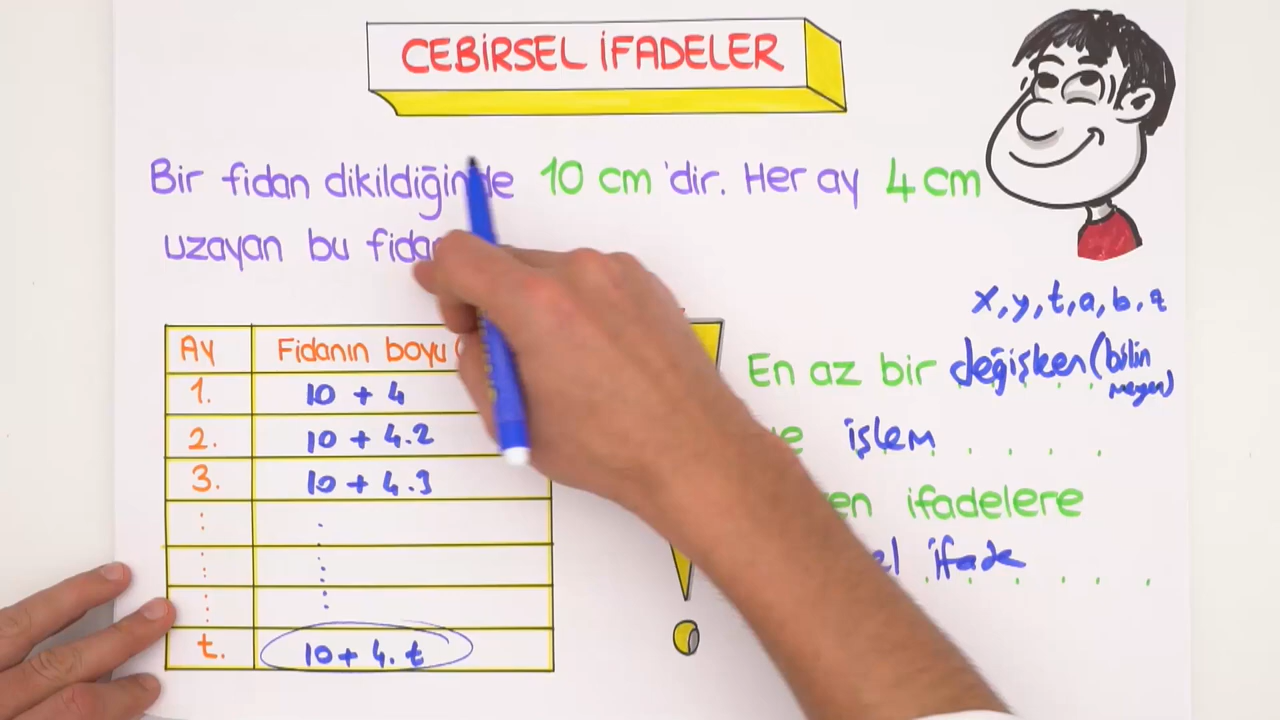 CEBİRSEL İFADELER
Bir fidan dikildiğinde 10 cm 'dir. Her ay 4 cm
uzayan bu
x, y, t, a, b, z
Ay Fidanın boyu (
1. 10 + 4
2. 10 + 4.2
3. 10 + 4.3
t. 10 + 4.t
En az bir değişken (bilin
meyen)
işlem
ifadelere
ifade